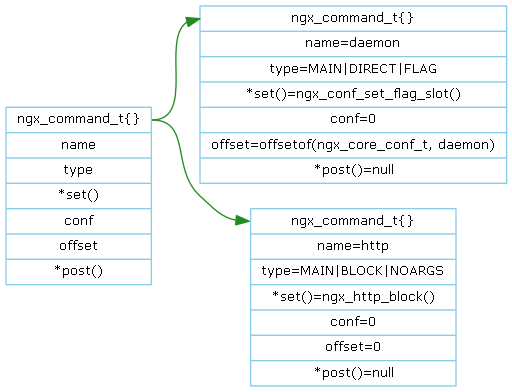 ngx_command_t{}
name
type
*set()
conf
offset
*post()
ngx_command_t{}
name=daemon
type=MAIN|DIRECT|FLAG
*set()=ngx_conf_set_flag_slot()
conf=0
offset=offsetof(ngx_core_conf_t, daemon)
*post()=null
ngx_command_t{}
name=http
type=MAIN|BLOCK|NOARGS
*set()=ngx_http_block()
conf=0
offset=0
*post()=null